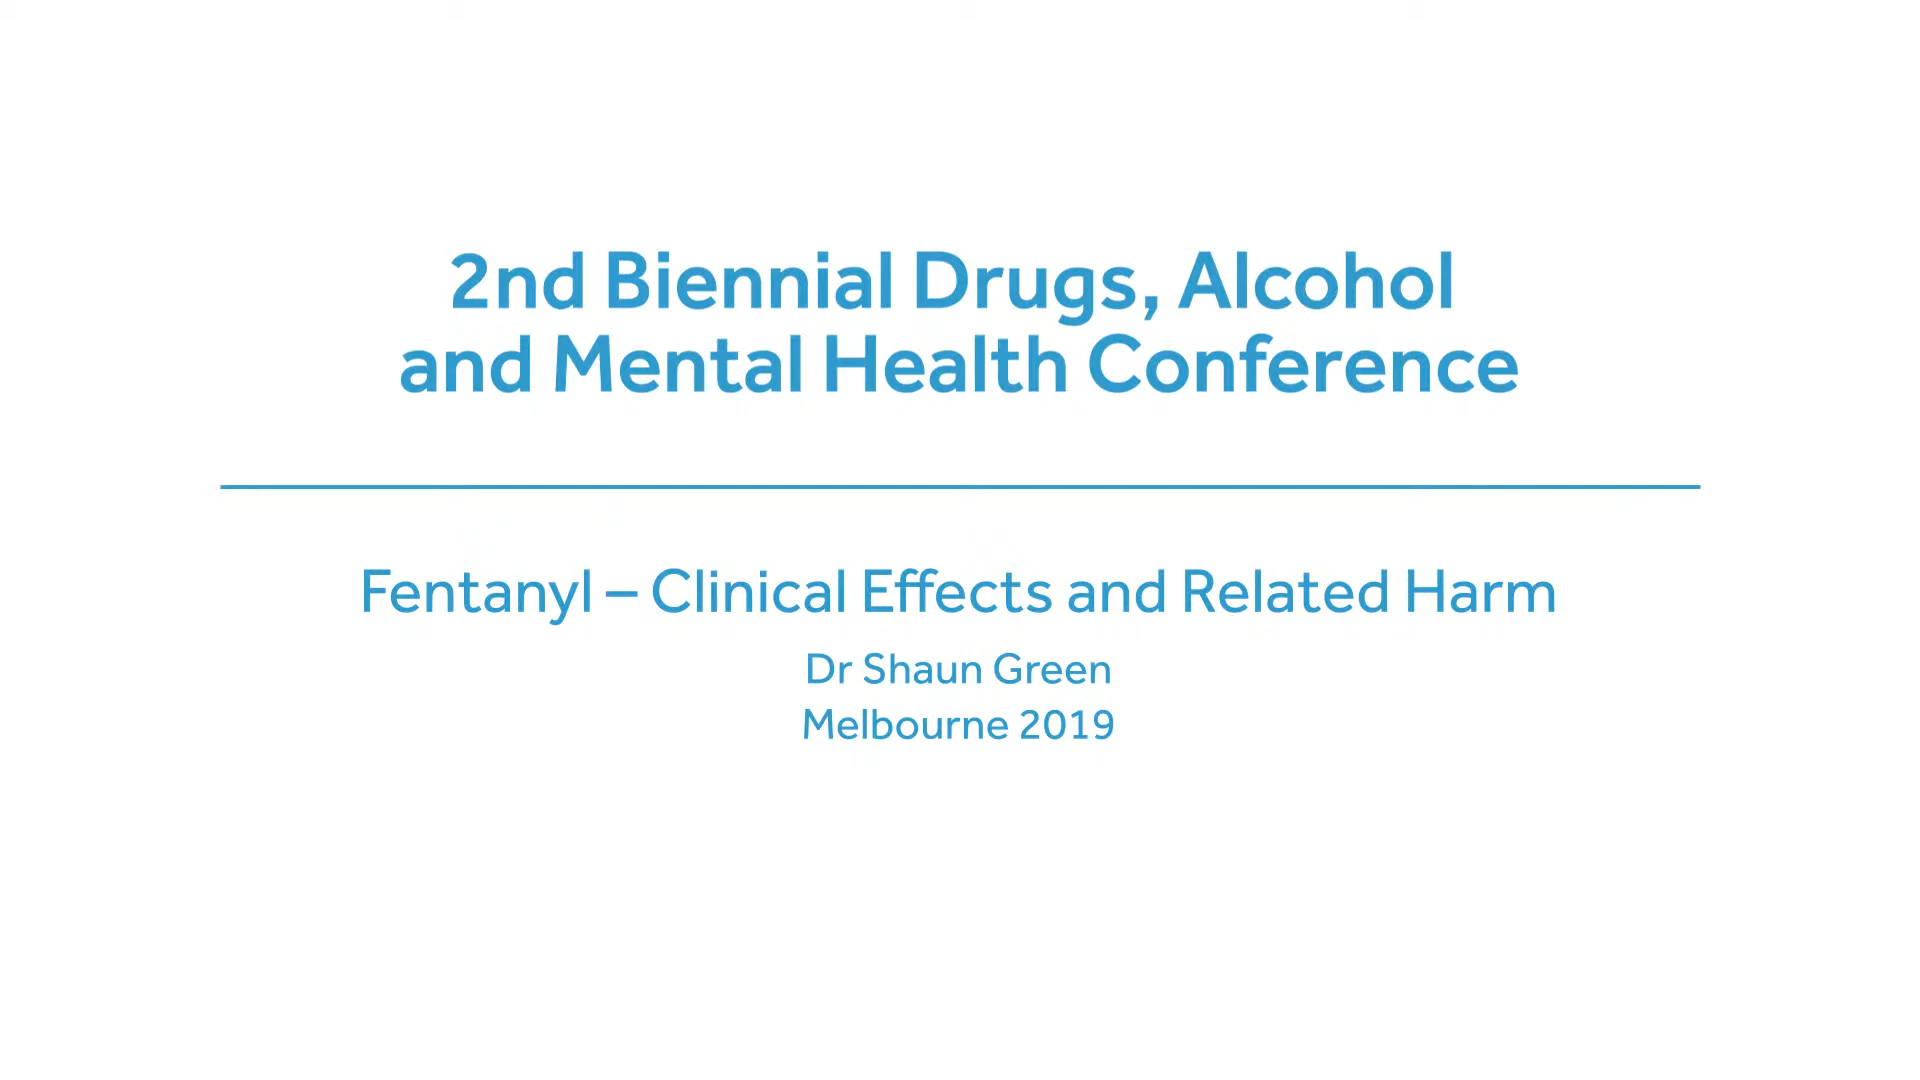 2nd Biennial Drugs, Alcohol
and Mental Health Conference
Fentanyl – Clinical Effects and Related Harm
Dr Shaun Green
Melbourne 2019